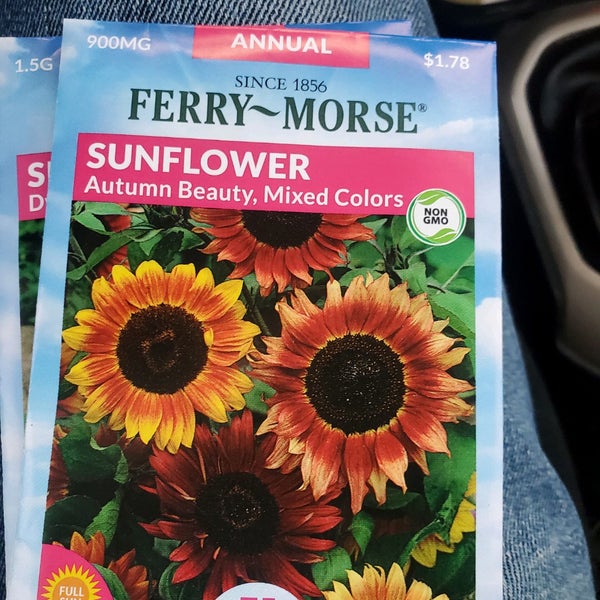 900MG
ANNUAL
$1.78
SINCE 1856
FERRY~MORSE®
SUNFLOWER
Autumn Beauty, Mixed Colors
NON
GMO
FULL
1.5G